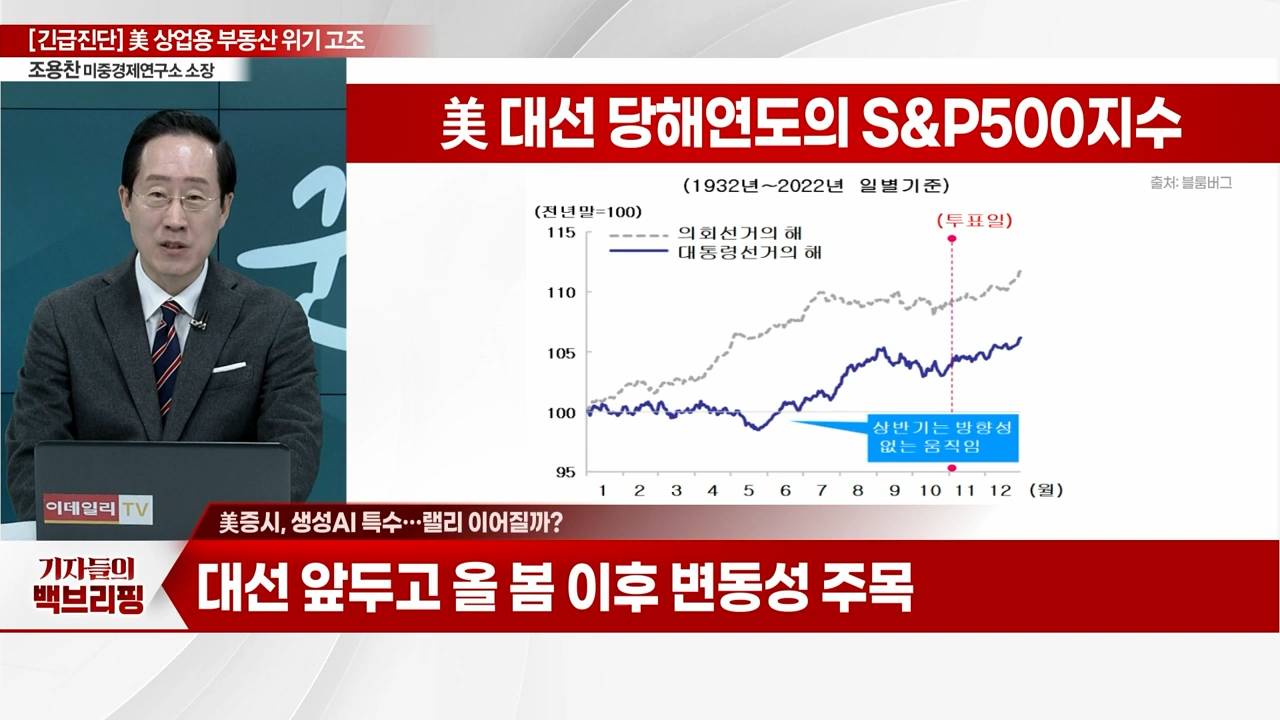 [긴급진단] 美 상업용 부동산 위기 고조
조용찬 미중경제연구소 소장
美 대선 당해연도의 S&P500지수
(1932년~2022년 일별기준)
출처: 블룸버그
(전년말=100)
(투표일)
의회선거의 해
대통령선거의 해
115
110
105
100
95
상반기는 방향성
없는 움직임
1 2 3 4 5 6 7 8 9 10 11 12 (월)
이데일리 TV
美증시, 생성AI 특수…랠리 이어질까?
기자들의
백브리핑
대선 앞두고 올 봄 이후 변동성 주목